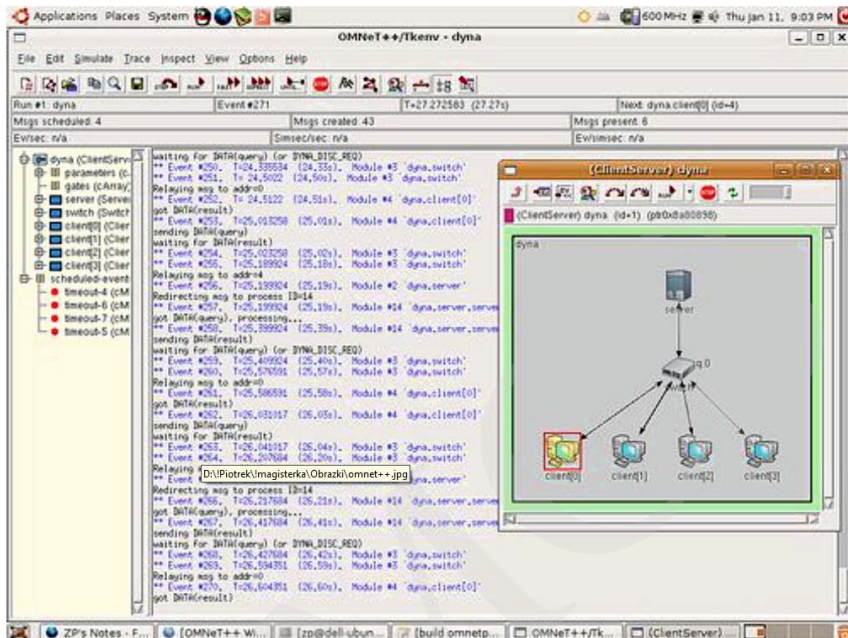 Applications Places System
600 MHz
Thu Jan 11, 9:03 PM
OMNeT++/Tkenv - dyna
File Edit Simulate Trace Inspect View Options Help
Run #1: dyna
Event #271
T=27.272583 (27.27s)
Next: dyna.client[0] (id=4)
Msgs scheduled: 4
Msgs created: 43
Msgs present: 6
Ev/sec: n/a
Simsec/sec: n/a
Ev/simsec: n/a
dyna (ClientServ
parameters (c
gates (cArray)
server (Server
switch (Switch
client[0] (Clier
client[1] (Clier
client[2] (Clier
client[3] (Clier
scheduled-event
timeout-4 (cM
timeout-6 (cM
timeout-7 (cM
timeout-5 (cM
waiting for DATA(query) (or DYNA_DISC_REQ)
** Event #250. T=24.335534 (24.33s). Module #3 `dyna.switch'
** Event #251. T= 24.5022 (24.50s). Module #3 `dyna.switch'
Relaying msg to addr=0
** Event #252. T= 24.5122 (24.51s). Module #4 `dyna.client[0]'
got DATA(result)
** Event #253. T=25.013258 (25.01s). Module #4 `dyna.client[0]'
sending DATA(query)
waiting for DATA(result)
** Event #254. T=25.023258 (25.02s). Module #3 `dyna.switch'
** Event #255. T=25.189924 (25.18s). Module #3 `dyna.switch'
Relaying msg to addr=4
** Event #256. T=25.199924 (25.19s). Module #2 `dyna.server'
Redirecting msg to process ID=14
** Event #257. T=25.199924 (25.19s). Module #14 `dyna.server.serve
got DATA(query), processing...
** Event #258. T=25.399924 (25.39s). Module #14 `dyna.server.serve
sending DATA(result)
waiting for DATA(query) (or DYNA_DISC_REQ)
** Event #259. T=25.409924 (25.40s). Module #3 `dyna.switch'
** Event #260. T=25.576591 (25.57s). Module #3 `dyna.switch'
Relaying msg to addr=0
** Event #261. T=25.586591 (25.58s). Module #4 `dyna.client[0]'
got DATA(result)
** Event #262. T=26.031017 (26.03s). Module #4 `dyna.client[0]'
sending DATA(query)
waiting for DATA(result)
** Event #263. T=26.041017 (26.04s). Module #3 `dyna.switch'
** Event #264. T=26.207684 (26.20s). Module #3 `dyna.switch'
Relaying
** Event
dyna.server'
D:\!Piotrek\!magisterka\Obrazki\omnet++.jpg
Redirecting msg to process ID=14
** Event #266. T=26.217684 (26.21s). Module #14 `dyna.server.serve
got DATA(query), processing...
** Event #267. T=26.417684 (26.41s). Module #14 `dyna.server.serve
sending DATA(result)
waiting for DATA(query) (or DYNA_DISC_REQ)
** Event #268. T=26.427684 (26.42s). Module #3 `dyna.switch'
** Event #269. T=26.594351 (26.59s). Module #3 `dyna.switch'
Relaying msg to addr=0
** Event #270. T=26.604351 (26.60s). Module #4 `dyna.client[0]'
got DATA(result)
(ClientServer) dyna
(ClientServer) dyna (id=1) (ptr0x8a80898)
dyna
server
q:0
client[0]
client[1]
client[2]
client[3]
ZP's Notes - F...
[OMNeT++ Wi...
[zp@dell-ubun...
[build omnetp...
OMNeT++/Tk...
(ClientServer)...